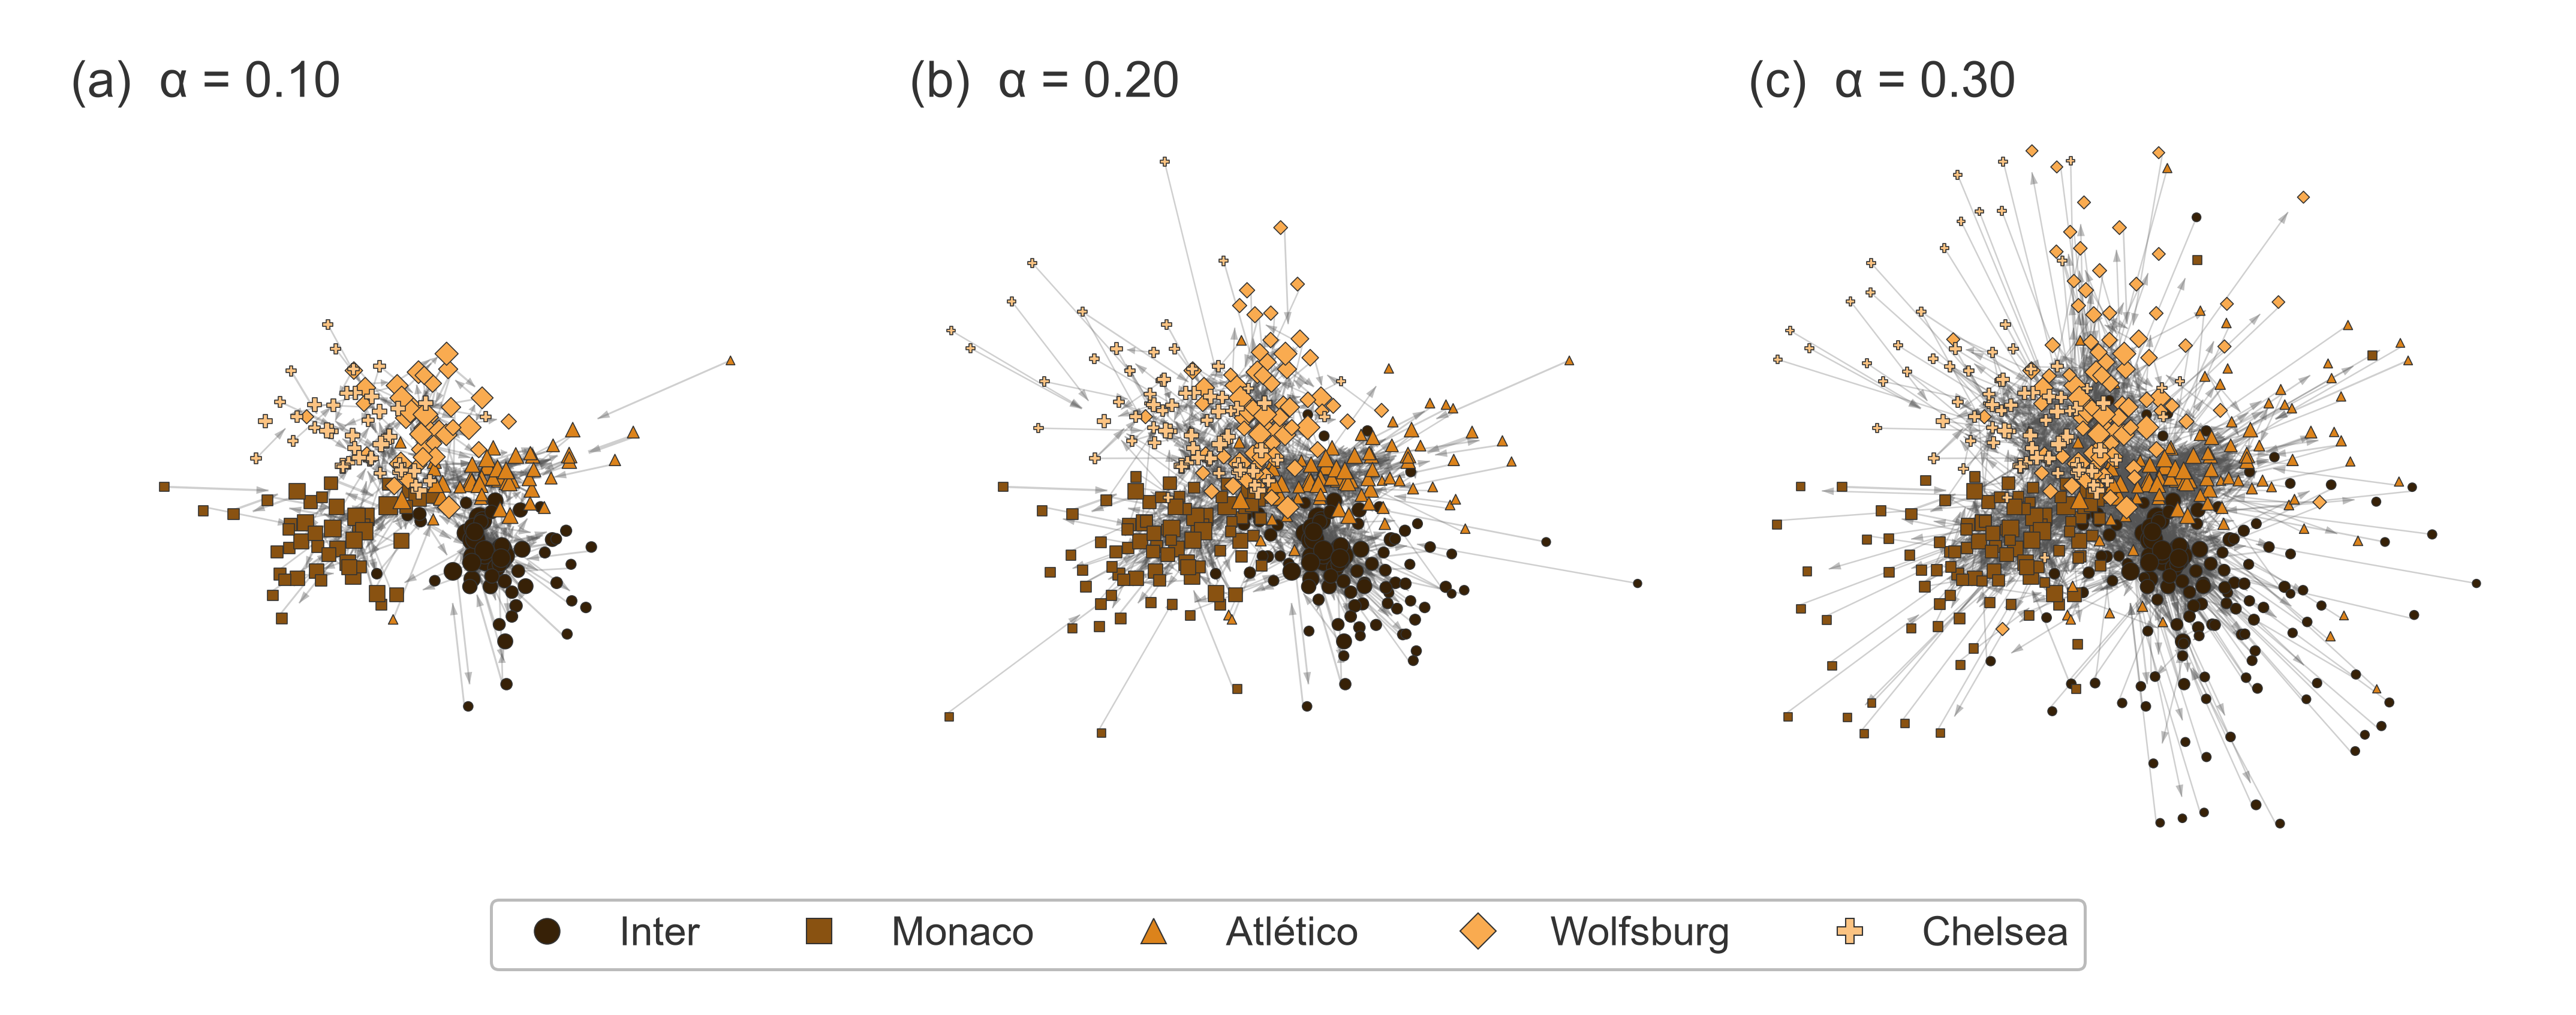 (a) α = 0.10
(b) α = 0.20
(c) α = 0.30
Inter Monaco Atlético Wolfsburg Chelsea